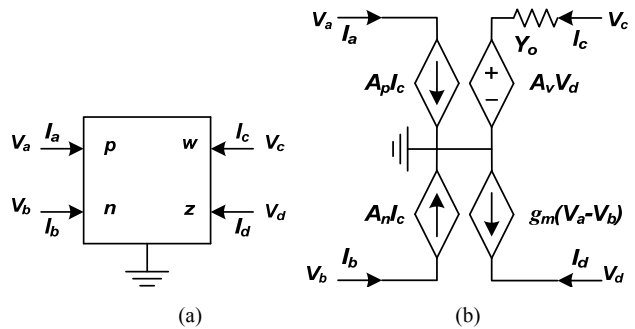 Va Ia p w Ic Vc
Vb Ib n z Id Vd
(a)
Va Ia Yo Ic Vc
ApIc + − AvVd
AnIc gm(Va-Vb)
Vb Ib Id Vd
(b)